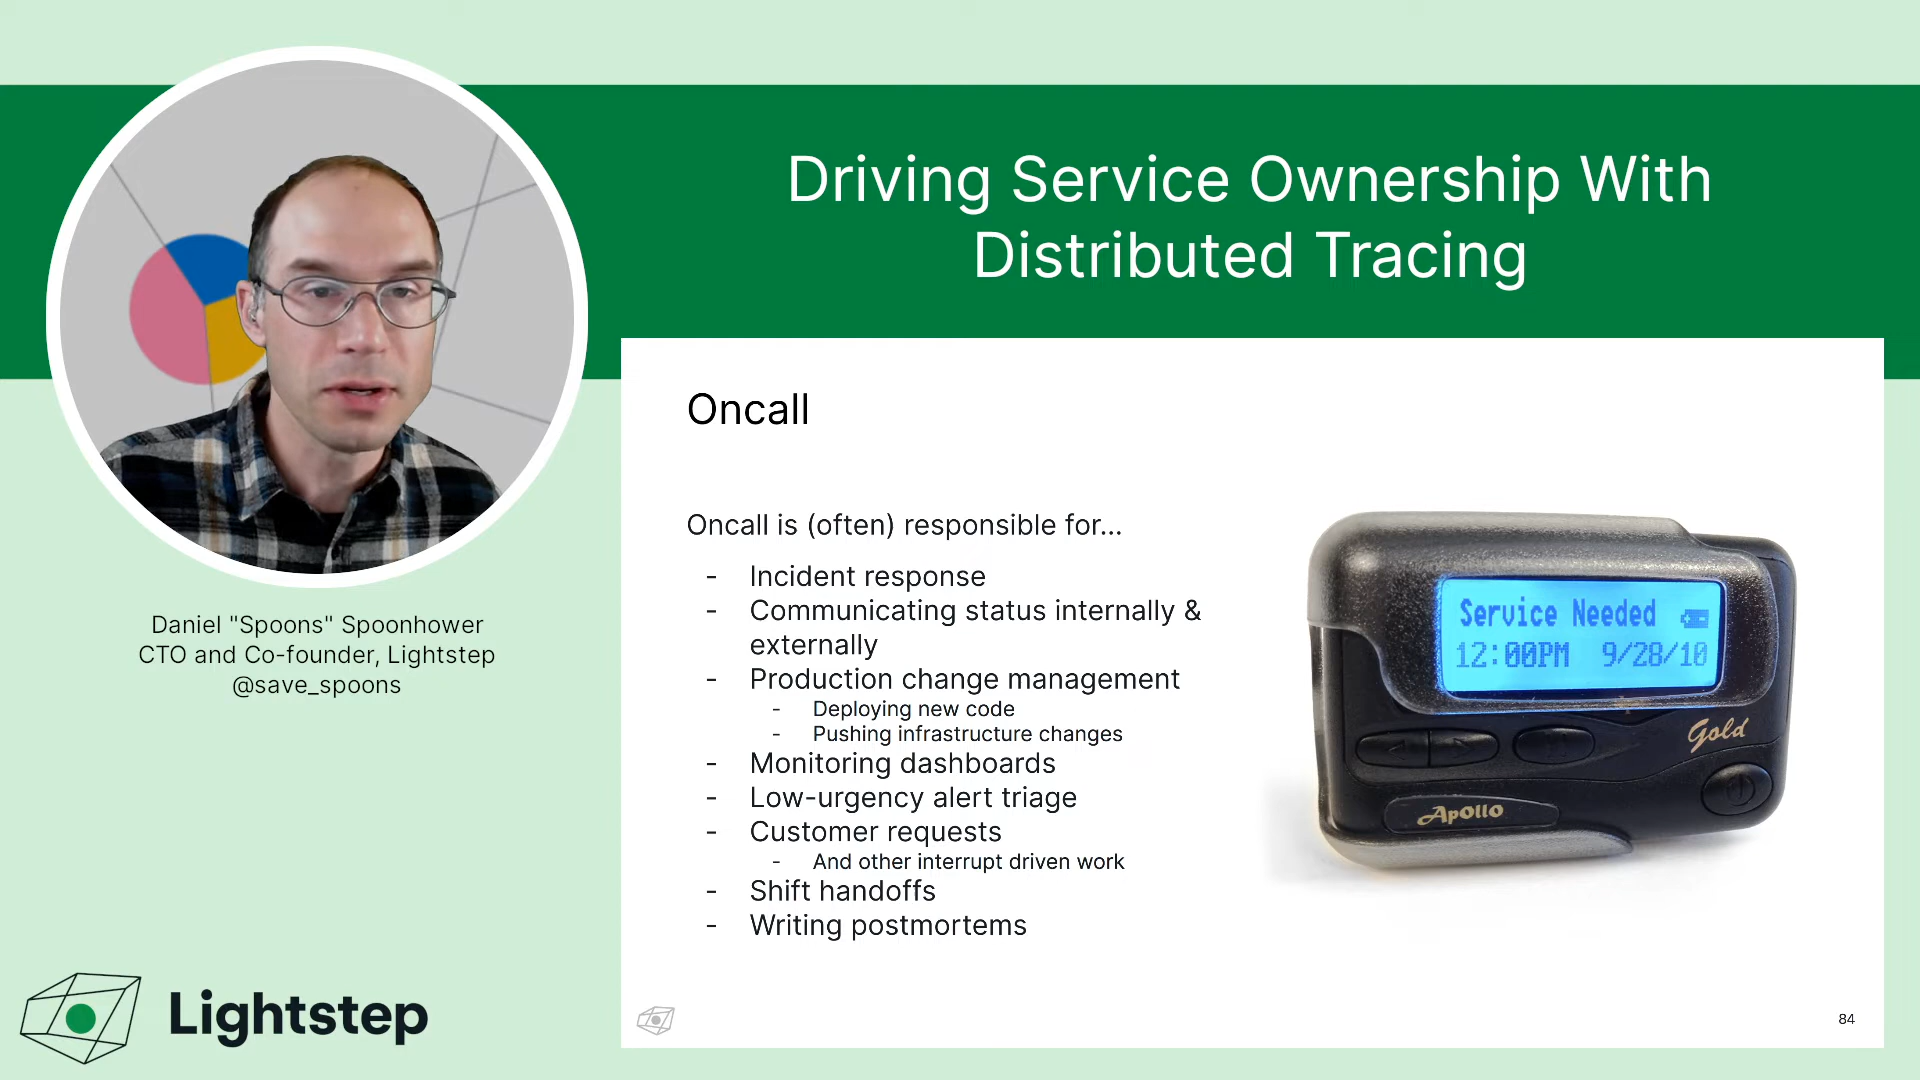 Driving Service Ownership With
Distributed Tracing
Daniel "Spoons" Spoonhower
CTO and Co-founder, Lightstep
@save_spoons
Lightstep
Oncall
Oncall is (often) responsible for...
- Incident response
- Communicating status internally &
externally
- Production change management
- Deploying new code
- Pushing infrastructure changes
- Monitoring dashboards
- Low-urgency alert triage
- Customer requests
- And other interrupt driven work
- Shift handoffs
- Writing postmortems
Service Needed
12:00PM 9/28/10
Gold
Apollo
84